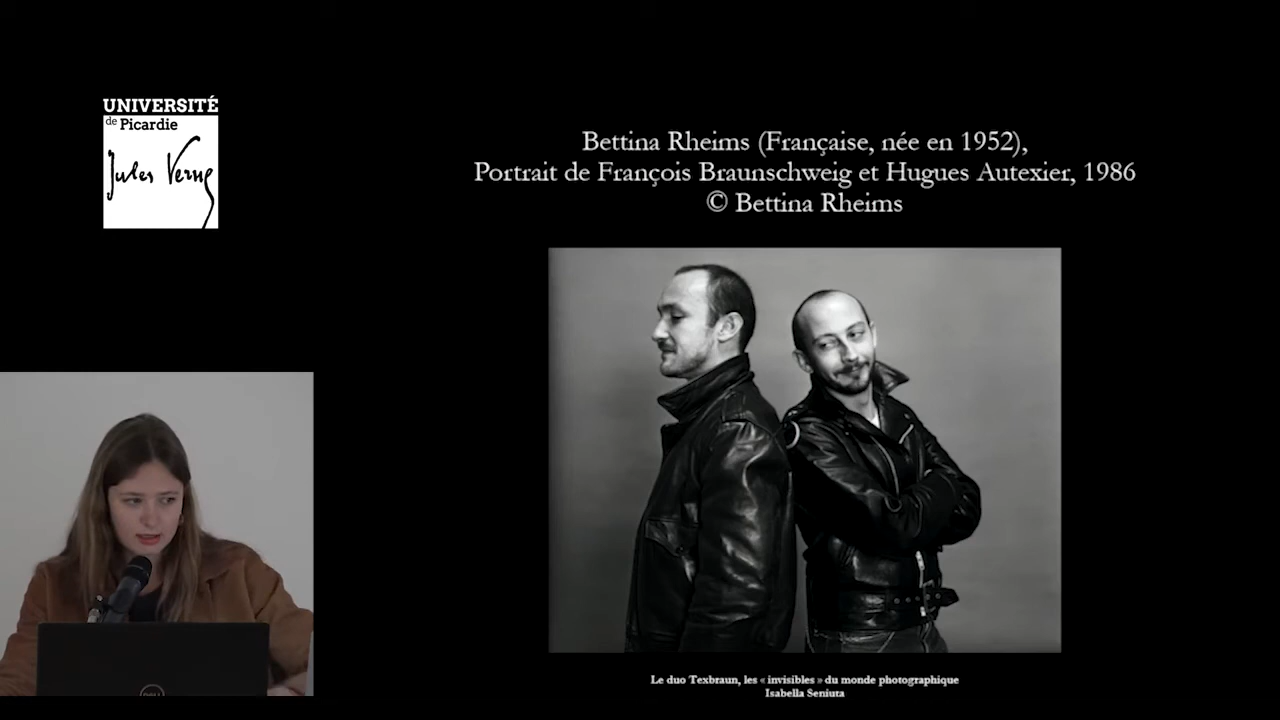 UNIVERSITÉ
de Picardie
Jules Verne
Bettina Rheims (Française, née en 1952),
Portrait de François Braunschweig et Hugues Autexier, 1986
© Bettina Rheims
DELL
Le duo Texbraun, les « invisibles » du monde photographique
Isabella Seniuta